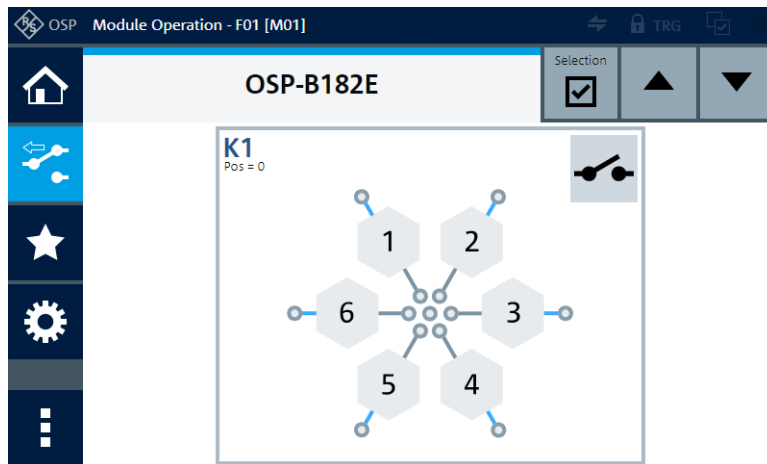 R&S OSP Module Operation - F01 [M01] TRG
OSP-B182E
Selection
K1
Pos = 0
1 2
6 3
5 4